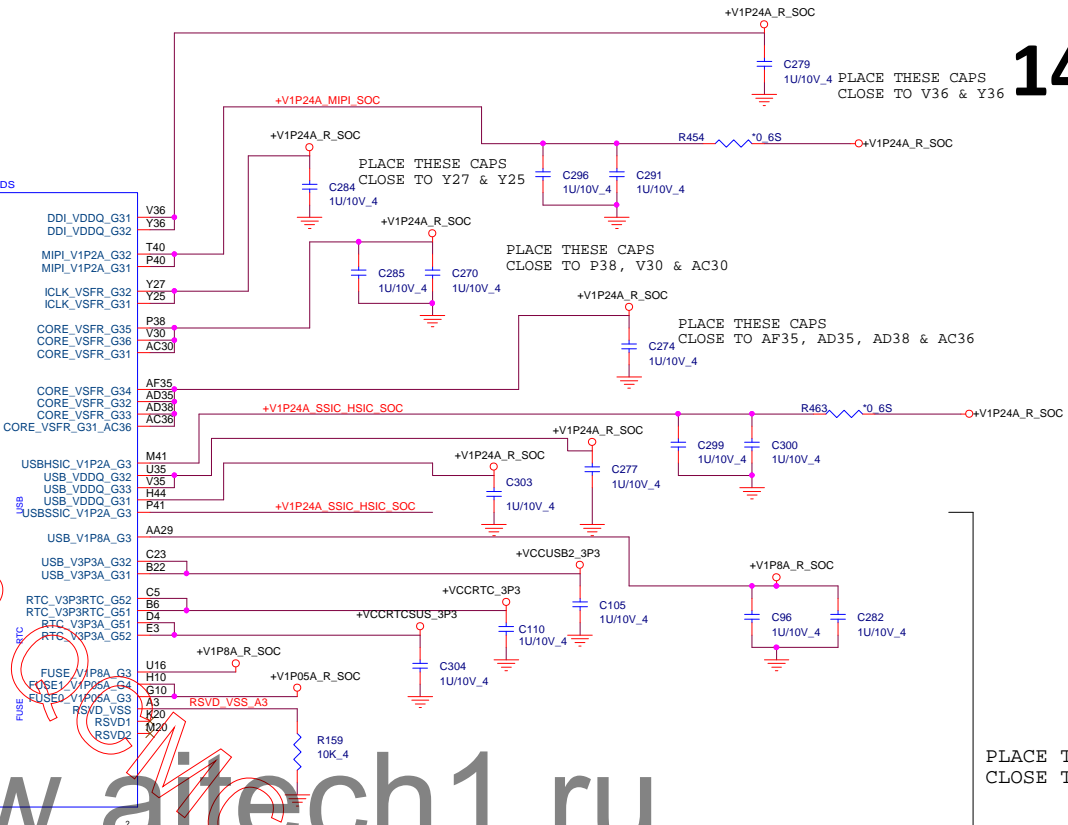 +V1P24A_R_SOC
C279
1U/10V_4
PLACE THESE CAPS
CLOSE TO V36 & Y36
14
+V1P24A_MIPI_SOC
+V1P24A_R_SOC
R454
*0_6S
+V1P24A_R_SOC
PLACE THESE CAPS
CLOSE TO Y27 & Y25
C284
1U/10V_4
C296
1U/10V_4
C291
1U/10V_4
DS
+V1P24A_R_SOC
DDI_VDDQ_G31 V36
DDI_VDDQ_G32 Y36
MIPI_V1P2A_G32 T40
MIPI_V1P2A_G31 P40
ICLK_VSFR_G32 Y27
ICLK_VSFR_G31 Y25
PLACE THESE CAPS
CLOSE TO P38, V30 & AC30
C285
1U/10V_4
C270
1U/10V_4
+V1P24A_R_SOC
CORE_VSFR_G35 P38
CORE_VSFR_G36 V30
CORE_VSFR_G31 AC30
PLACE THESE CAPS
CLOSE TO AF35, AD35, AD38 & AC36
C274
1U/10V_4
CORE_VSFR_G34 AF35
CORE_VSFR_G32 AD35
CORE_VSFR_G33 AD38
CORE_VSFR_G31_AC36 AC36
+V1P24A_SSIC_HSIC_SOC
R463
*0_6S
+V1P24A_R_SOC
+V1P24A_R_SOC
C299
1U/10V_4
C300
1U/10V_4
+V1P24A_R_SOC
C277
1U/10V_4
C303
1U/10V_4
USB
USBHSIC_V1P2A_G3 M41
USB_VDDQ_G32 U35
USB_VDDQ_G33 V35
USB_VDDQ_G31 H44
USBSSIC_V1P2A_G3 P41
+V1P24A_SSIC_HSIC_SOC
USB_V1P8A_G3 AA29
USB_V3P3A_G32 C23
USB_V3P3A_G31 B22
+VCCUSB2_3P3
+V1P8A_R_SOC
C105
1U/10V_4
C96
1U/10V_4
C282
1U/10V_4
RTC
RTC_V3P3RTC_G52 C5
RTC_V3P3RTC_G51 B6
RTC_V3P3A_G51 D4
RTC_V3P3A_G52 E3
+VCCRTC_3P3
+VCCRTCSUS_3P3
C110
1U/10V_4
C304
1U/10V_4
+V1P8A_R_SOC
+V1P05A_R_SOC
FUSE
FUSE_V1P8A_G3 U16
FUSE1_V1P05A_G4 H10
FUSE0_V1P05A_G3 G10
RSVD_VSS A3
RSVD1 K20
RSVD2 M20
RSVD_VSS_A3
R159
10K_4
PLACE T
CLOSE T
w.aitech1.ru